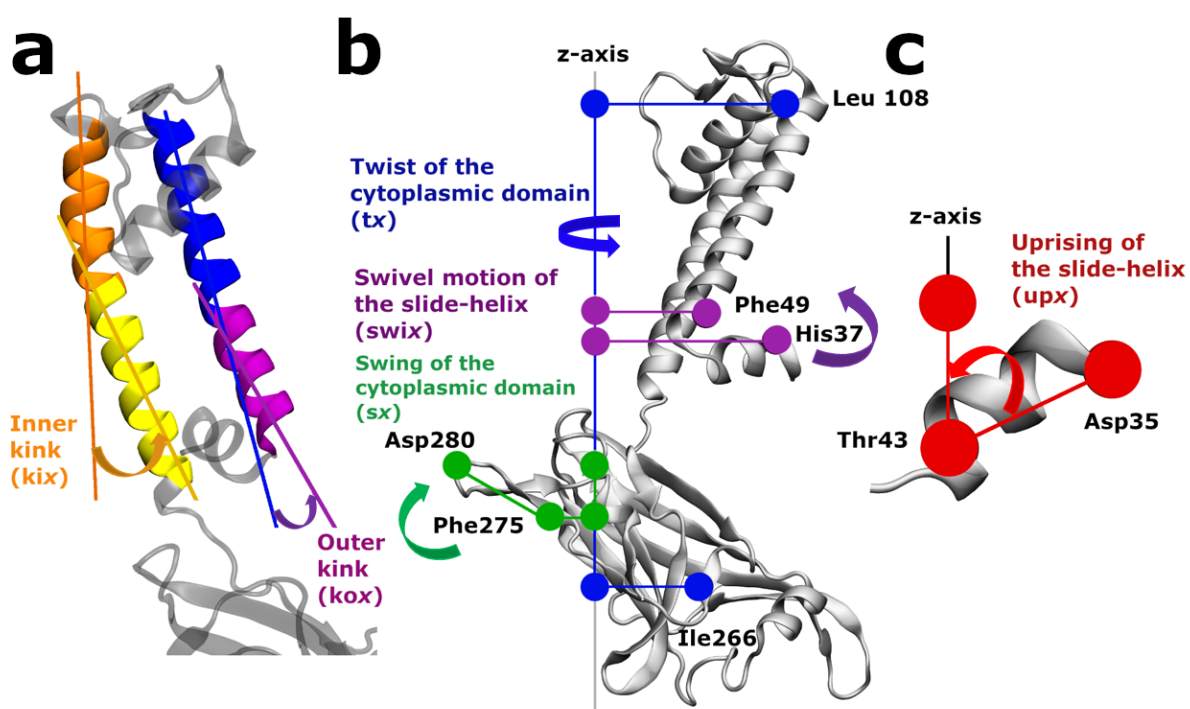 a
b
c
z-axis
Leu 108
Twist of the
cytoplasmic domain
(tx)
z-axis
Uprising of
the slide-helix
(upx)
Swivel motion of
the slide-helix
(swix)
Phe49
His37
Swing of the
cytoplasmic domain
(sx)
Asp280
Phe275
Thr43
Asp35
Inner
kink
(kix)
Outer
kink
(kox)
Ile266